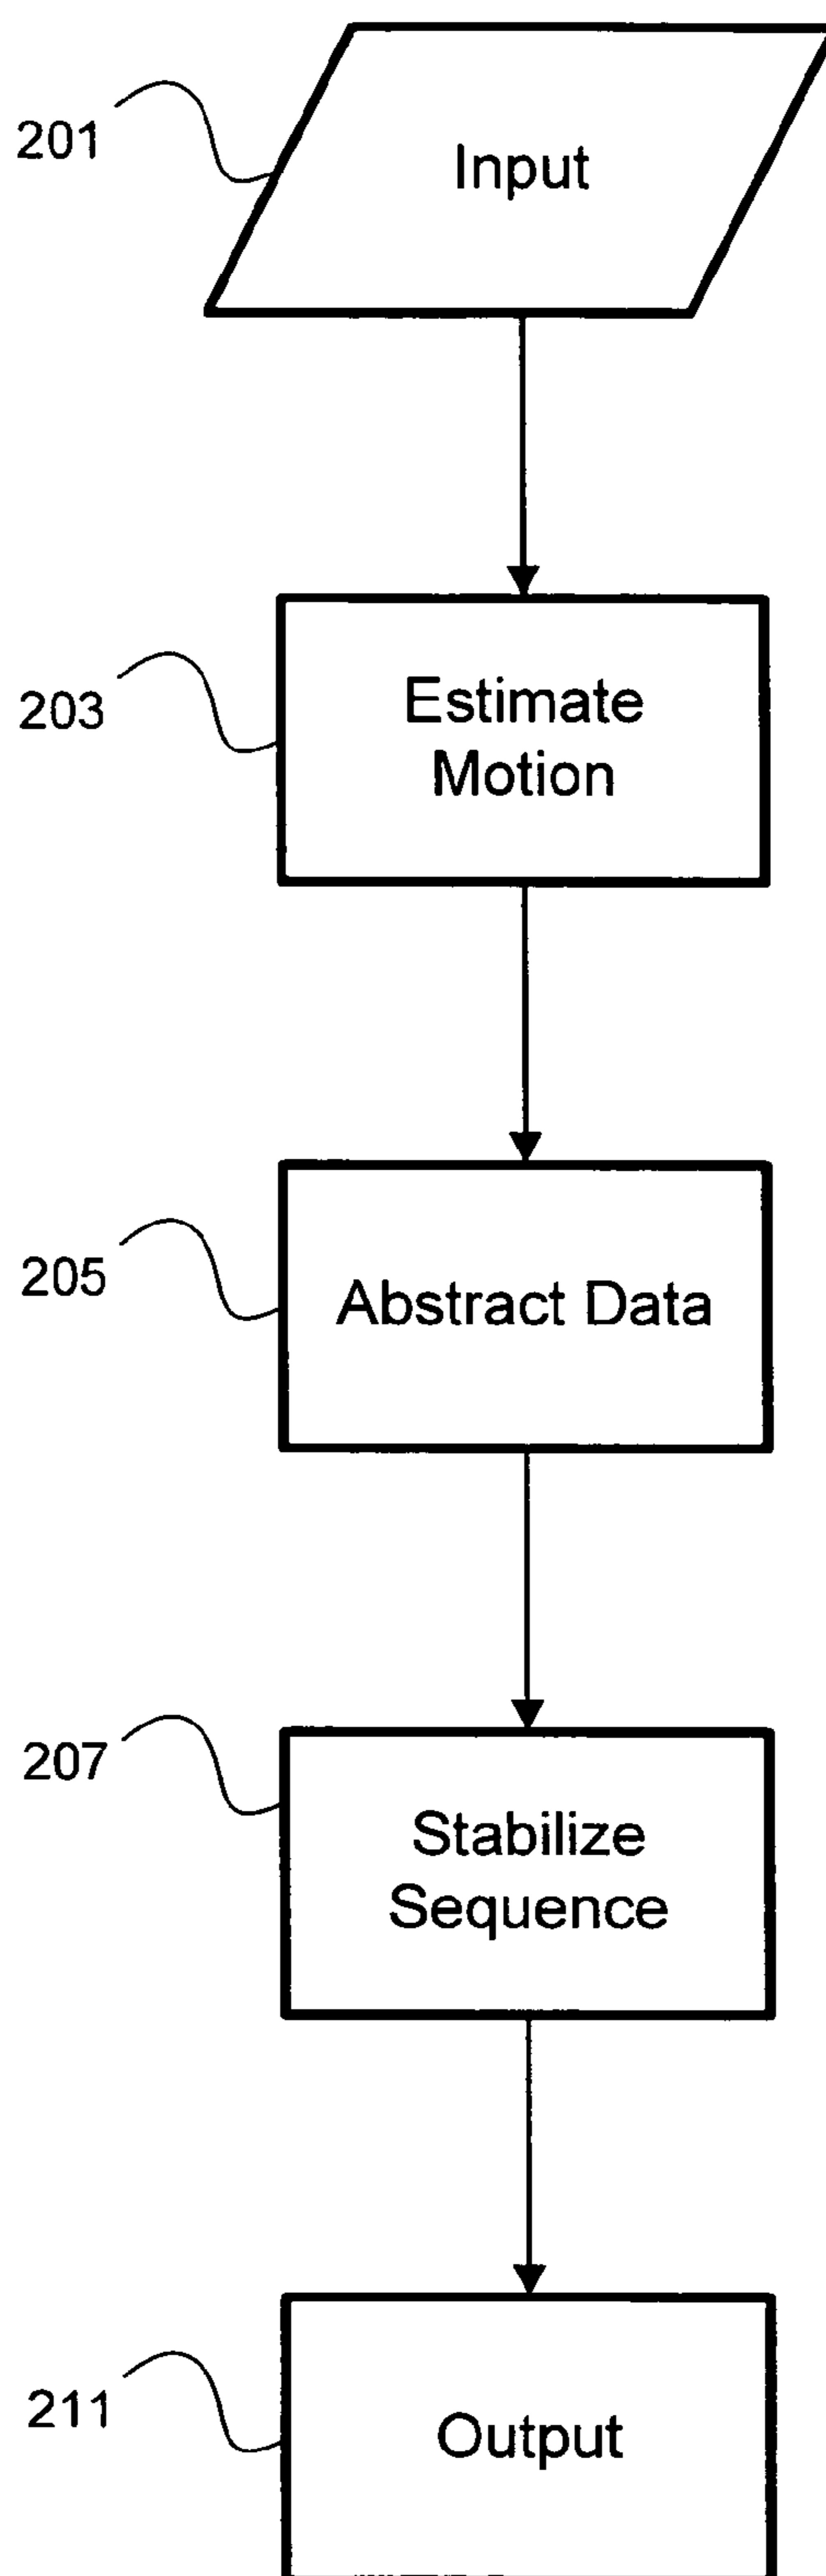 201
Input
203
Estimate
Motion
205
Abstract Data
207
Stabilize
Sequence
211
Output